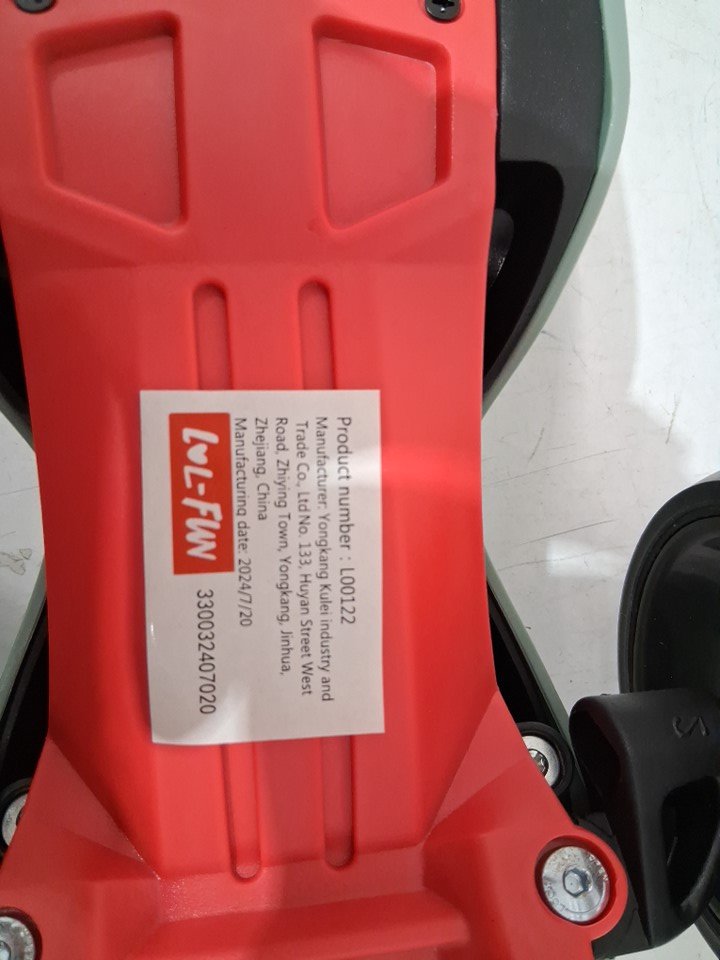 Product number : L00122
Manufacturer: Yongkang Kulei industry and
Trade Co., Ltd No. 133, Huyan Street West
Road, Zhiying Town, Yongkang, Jinhua,
Zhejiang, China
Manufacturing date: 2024/7/20
LOL-FUN
330032407020